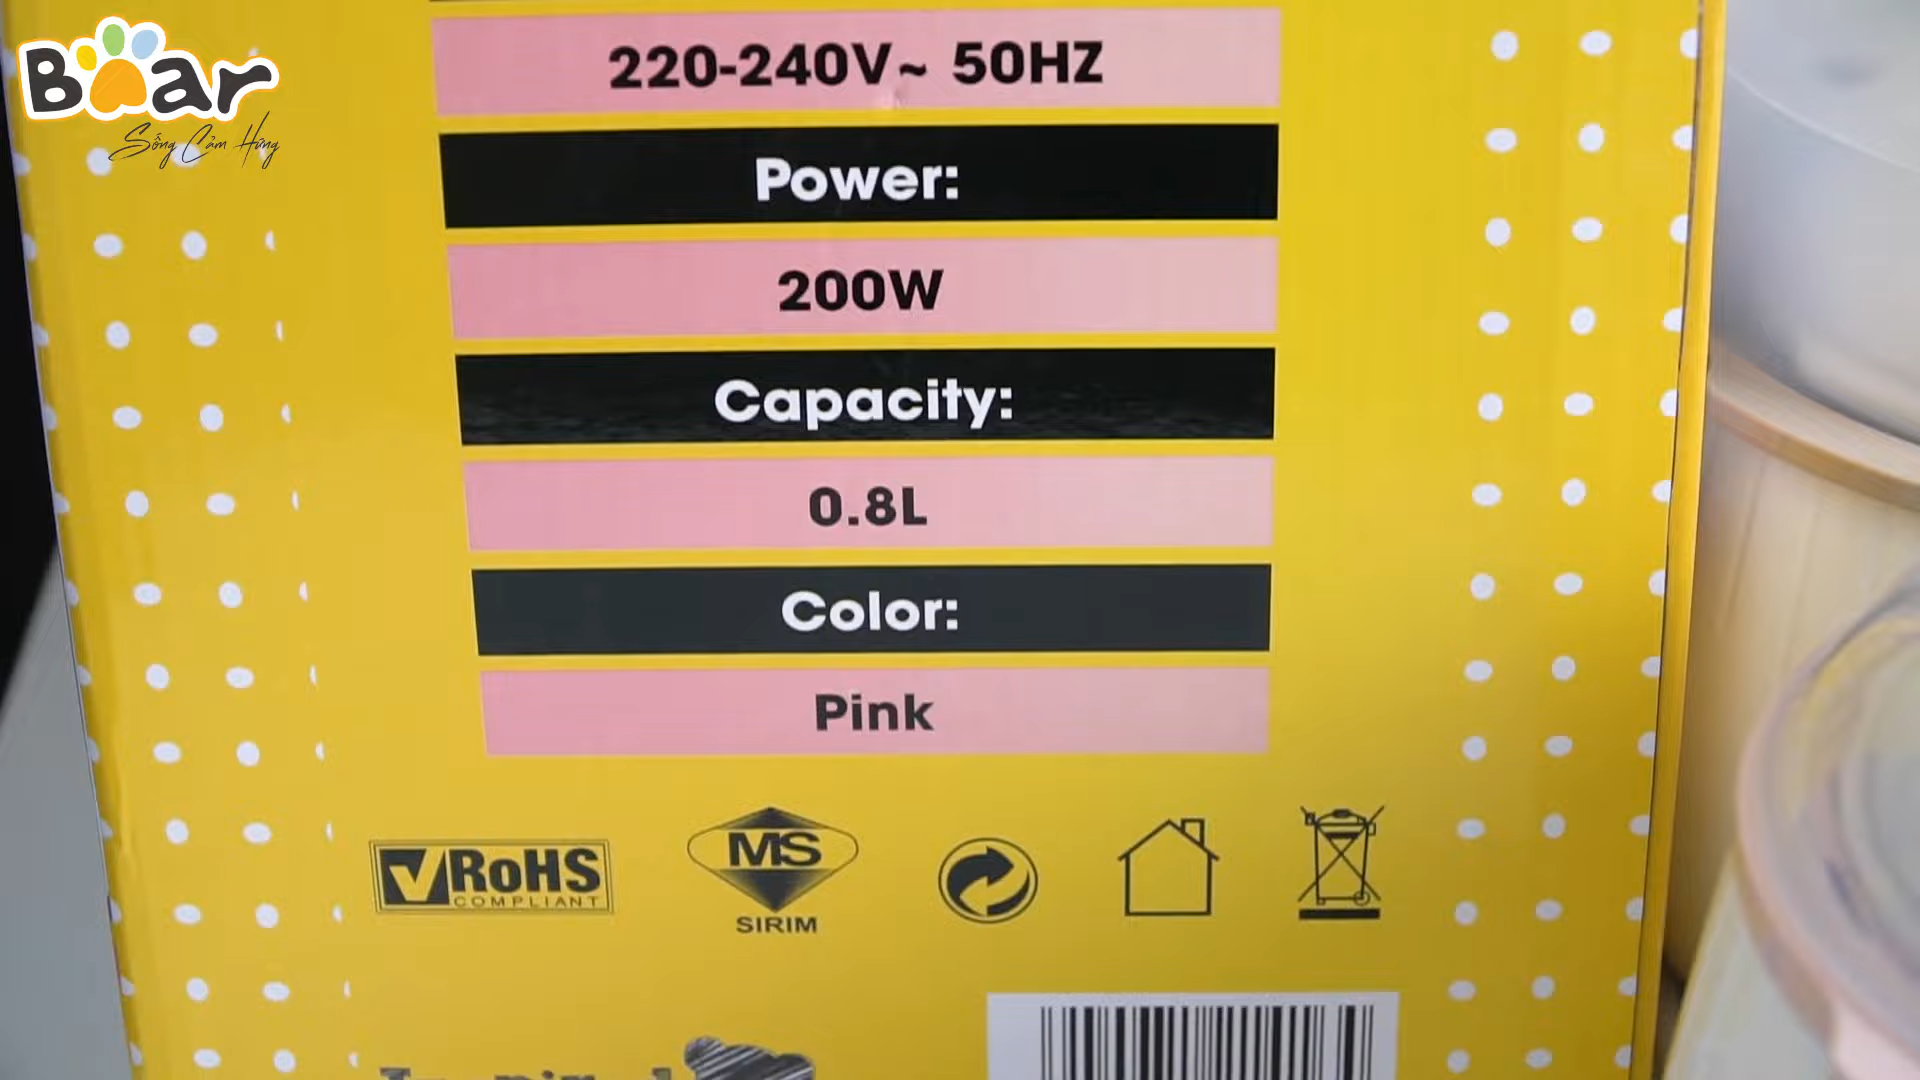 Bear
Sống Cảm Hứng
220-240V~ 50HZ
Power:
200W
Capacity:
0.8L
Color:
Pink
RoHS
COMPLIANT
MS
SIRIM